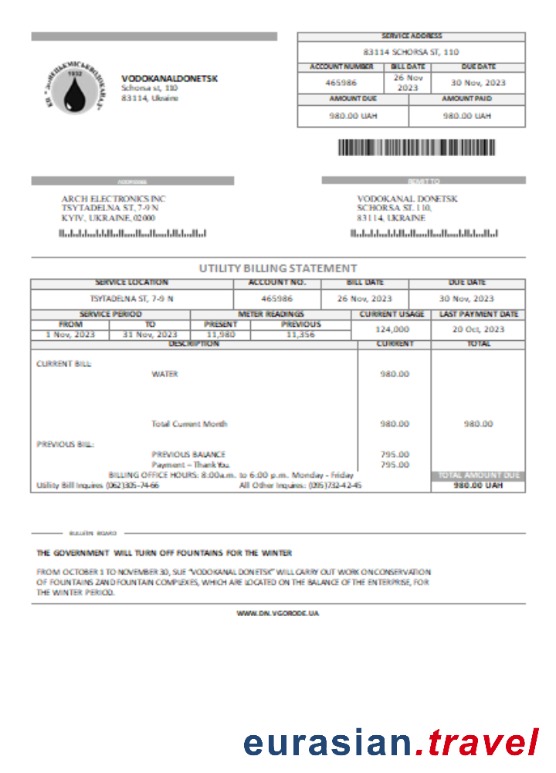 SERVICE ADDRESS
83114 SCHORSA ST, 110
ACCOUNT NUMBER BILL DATE DUE DATE
465986 26 Nov 2023 30 Nov, 2023
AMOUNT DUE AMOUNT PAID
980.00 UAH 980.00 UAH
1932
VODOKANALDONETSK
Schorsa st, 110
83114, Ukraine
ADDRESSEE
ARCH ELECTRONICS INC
TSYTADELNA ST, 7-9 N
KYIV, UKRAINE, 02000
REMIT TO
VODOKANAL DONETSK
SCHORSA ST. 110,
83114, UKRAINE
UTILITY BILLING STATEMENT
SERVICE LOCATION ACCOUNT NO. BILL DATE DUE DATE
TSYTADELNA ST, 7-9 N 465986 26 Nov, 2023 30 Nov, 2023
SERVICE PERIOD METER READINGS CURRENT USAGE LAST PAYMENT DATE
FROM TO PRESENT PREVIOUS
1 Nov, 2023 31 Nov, 2023 11,980 11,356 124,000 20 Oct, 2023
DESCRIPTION CURRENT TOTAL
CURRENT BILL:
WATER 980.00
Total Current Month 980.00 980.00
PREVIOUS BILL:
PREVIOUS BALANCE 795.00
Payment – Thank You 795.00
BILLING OFFICE HOURS: 8:00a.m. to 6:00 p.m. Monday - Friday TOTAL AMOUNT DUE
Utility Bill Inquires (062)305-74-66 All Other Inquires: (095)732-42-45 980.00 UAH
BULLETIN BOARD
THE GOVERNMENT WILL TURN OFF FOUNTAINS FOR THE WINTER
FROM OCTOBER 1 TO NOVEMBER 30, SUE "VODOKANAL DONETSK" WILL CARRY OUT WORK ON CONSERVATION
OF FOUNTAINS 2AND FOUNTAIN COMPLEXES, WHICH ARE LOCATED ON THE BALANCE OF THE ENTERPRISE, FOR
THE WINTER PERIOD.
WWW.DN.VGORODE.UA
eurasian.travel